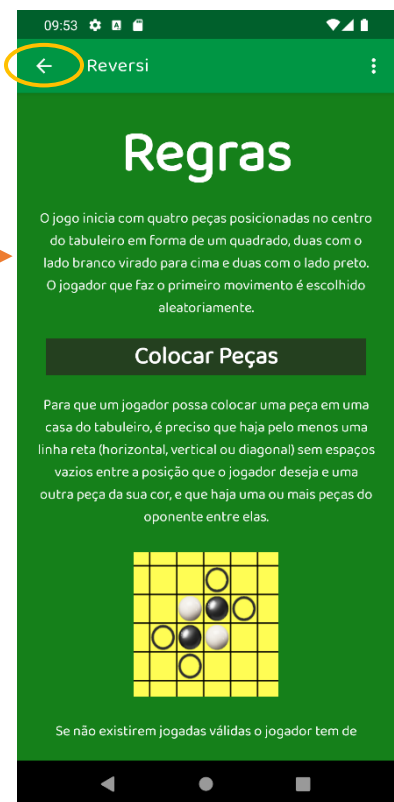 09:53
Reversi
Regras
O jogo inicia com quatro peças posicionadas no centro
do tabuleiro em forma de um quadrado, duas com o
lado branco virado para cima e duas com o lado preto.
O jogador que faz o primeiro movimento é escolhido
aleatoriamente.
Colocar Peças
Para que um jogador possa colocar uma peça em uma
casa do tabuleiro, é preciso que haja pelo menos uma
linha reta (horizontal, vertical ou diagonal) sem espaços
vazios entre a posição que o jogador deseja e uma
outra peça da sua cor, e que haja uma ou mais peças do
oponente entre elas.
Se não existirem jogadas válidas o jogador tem de